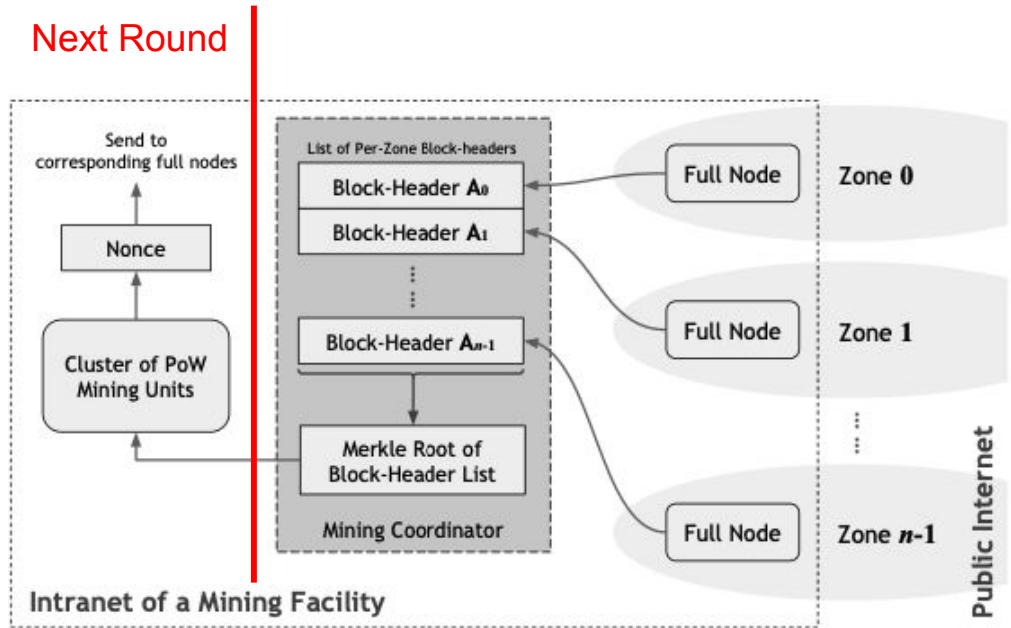 Next Round
Send to
corresponding full nodes
Nonce
Cluster of PoW
Mining Units
List of Per-Zone Block-headers
Block-Header A₀
Block-Header A₁
Block-Header Aₙ₋₁
Merkle Root of
Block-Header List
Mining Coordinator
Full Node
Zone 0
Full Node
Zone 1
Full Node
Zone n-1
Public Internet
Intranet of a Mining Facility